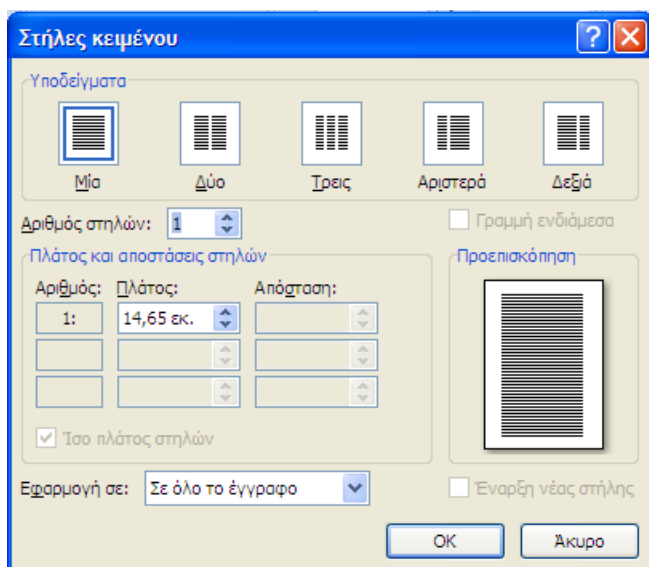 Στήλες κειμένου
Υποδείγματα
Μία Δύο Τρεις Αριστερά Δεξιά
Αριθμός στηλών: 1 Γραμμή ενδιάμεσα
Πλάτος και αποστάσεις στηλών Προεπισκόπηση
Αριθμός: Πλάτος: Απόσταση:
1: 14,65 εκ.
Ίσο πλάτος στηλών
Εφαρμογή σε: Σε όλο το έγγραφο Έναρξη νέας στήλης
OK Άκυρο